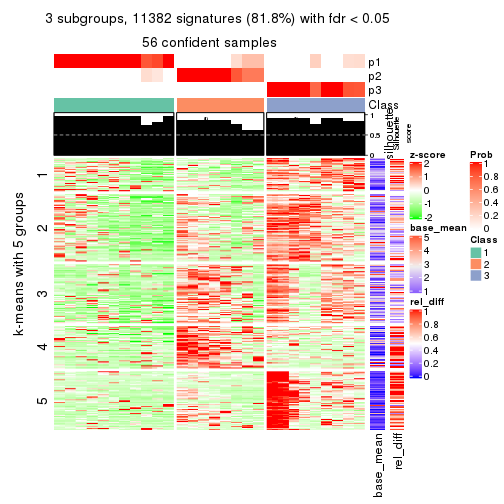 3 subgroups, 11382 signatures (81.8%) with fdr < 0.05
56 confident samples
p1
p2
p3
Class
1
0.5
0
silhouette
Silhouette
score
k-means with 5 groups
1
2
3
4
5
base_mean
rel_diff
z-score
2
1
0
-1
-2
base_mean
5
4
3
2
1
rel_diff
1
0.8
0.6
0.4
0.2
0
Prob
1
0.8
0.6
0.4
0.2
0
Class
1
2
3